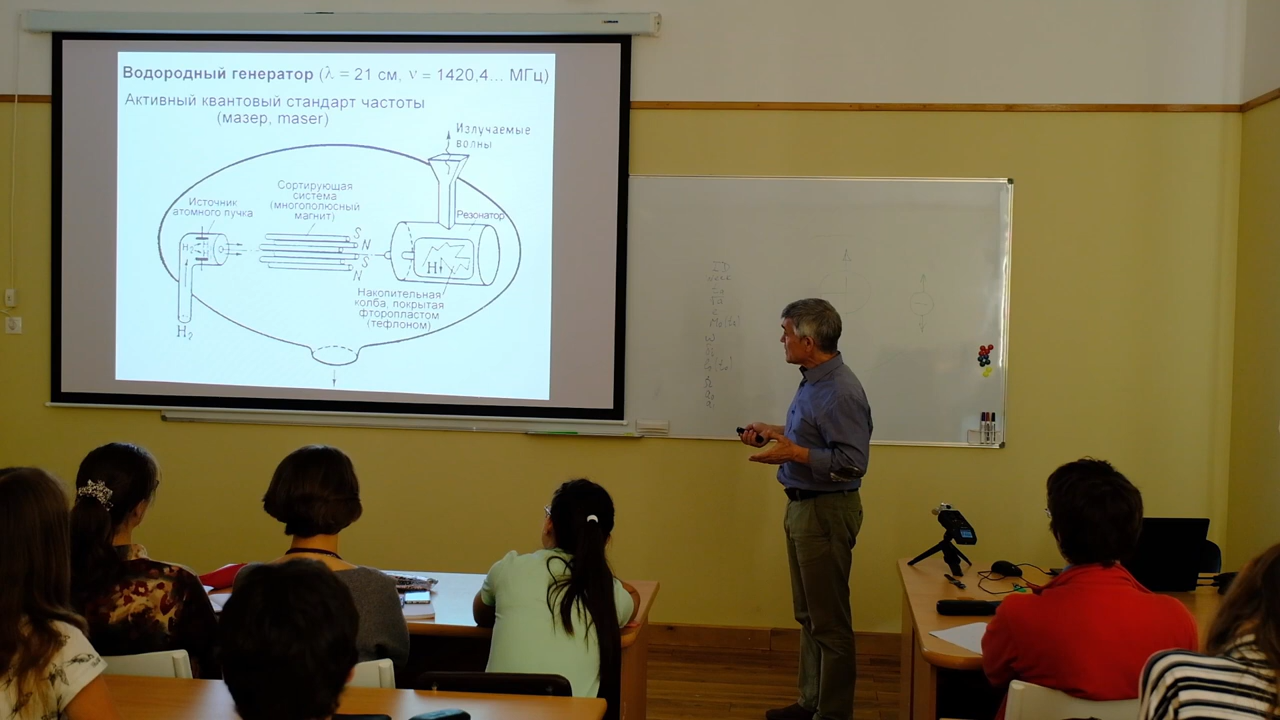 Водородный генератор (λ = 21 см, ν = 1420,4... МГц)
Активный квантовый стандарт частоты
(мазер, maser)
Излучаемые
волны
Сортирующая
система
(многополюсный
магнит)
Источник
атомного пучка
Резонатор
S
N
S
N
H₂
H
Накопительная
колба, покрытая
фторопластом
(тефлоном)
H₂